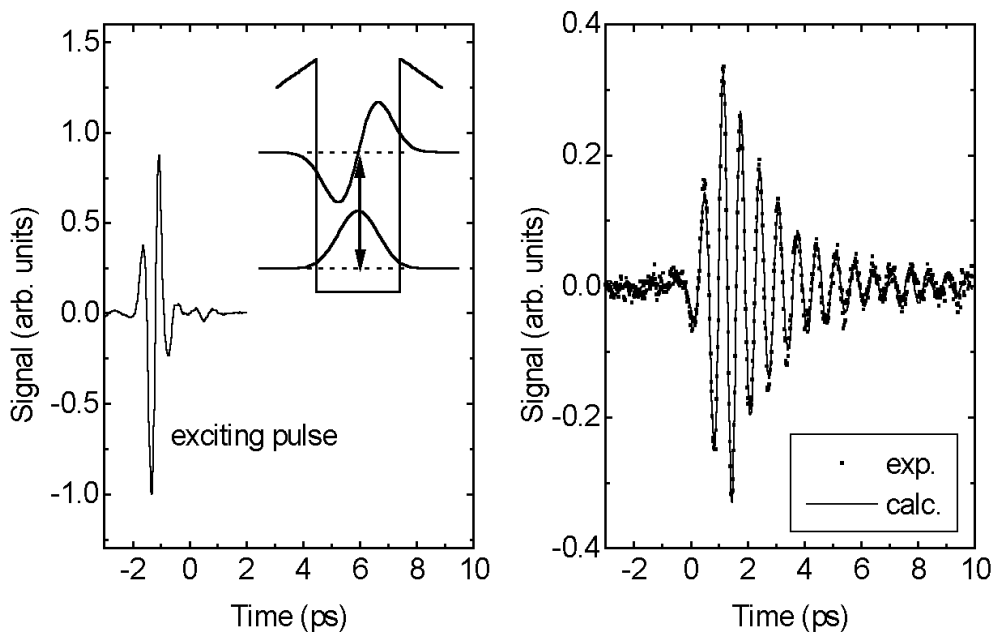 1.5
1.0
0.5
0.0
-0.5
-1.0
Signal (arb. units)
exciting pulse
-2 0 2 4 6 8 10
Time (ps)
0.4
0.2
0.0
-0.2
-0.4
Signal (arb. units)
exp.
calc.
-2 0 2 4 6 8 10
Time (ps)